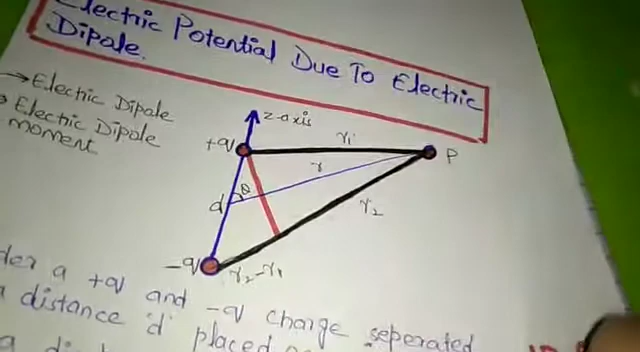 Electric Potential Due To Electric
Dipole.
→ Electric Dipole
Electric Dipole
moment
z-axis
+q
r₁
P
r
θ
d
r₂
-q
r₂-r₁
a +q and -q charge seperated
distance 'd' placed
a